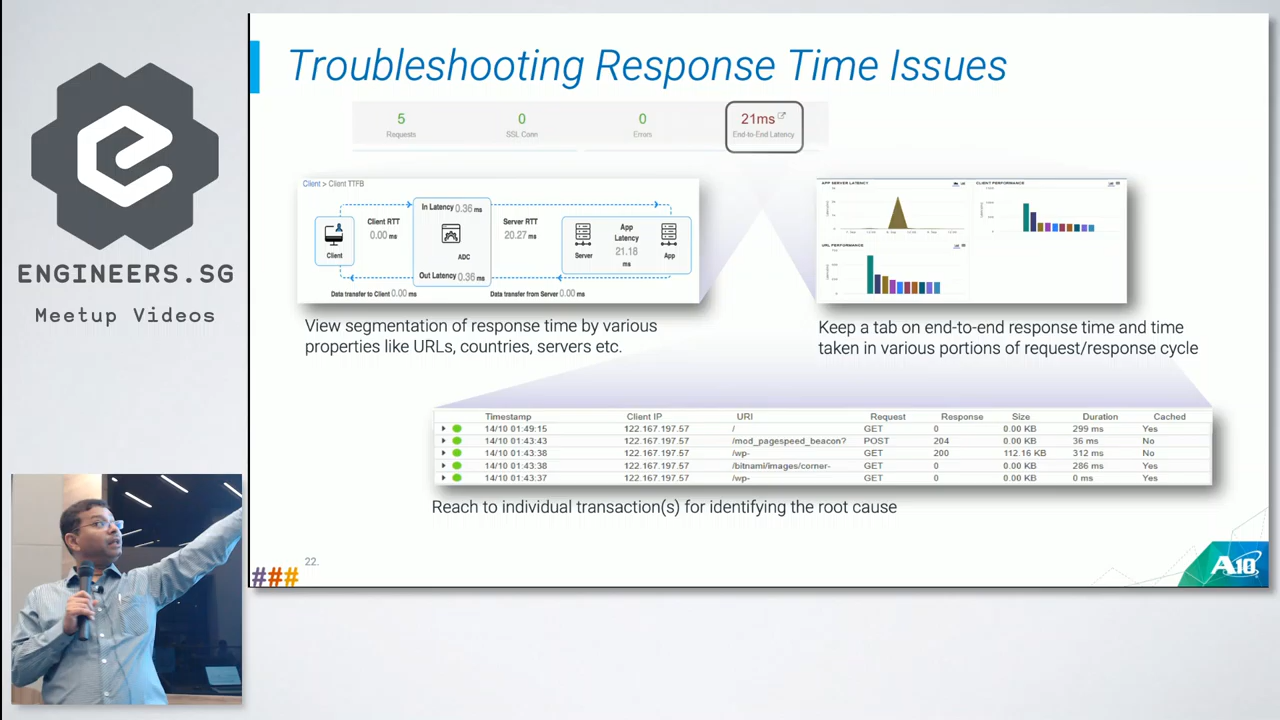 Troubleshooting Response Time Issues
5 0 0 21ms
Requests SSL Conn Errors End-to-End Latency
Client > Client TTFB
In Latency 0.36 ms
Client RTT
0.00 ms
Server RTT
20.27 ms
App
Latency
21.18
ms
Client
ADC
Server
App
Out Latency 0.36 ms
Data transfer to Client 0.00 ms
Data transfer from Server 0.00 ms
APP SERVER LATENCY
CLIENT PERFORMANCE
URL PERFORMANCE
View segmentation of response time by various
properties like URLs, countries, servers etc.
Keep a tab on end-to-end response time and time
taken in various portions of request/response cycle
Timestamp Client IP URI Request Response Size Duration Cached
14/10 01:49:15 122.167.197.57 / GET 0 0.00 KB 299 ms Yes
14/10 01:43:43 122.167.197.57 /mod_pagespeed_beacon? POST 204 0.00 KB 36 ms No
14/10 01:43:38 122.167.197.57 /wp- GET 200 112.16 KB 312 ms No
14/10 01:43:38 122.167.197.57 /bitnami/images/corner- GET 0 0.00 KB 286 ms Yes
14/10 01:43:37 122.167.197.57 /wp- GET 0 0.00 KB 0 ms Yes
Reach to individual transaction(s) for identifying the root cause
22.
###
A10
ENGINEERS.SG
Meetup Videos